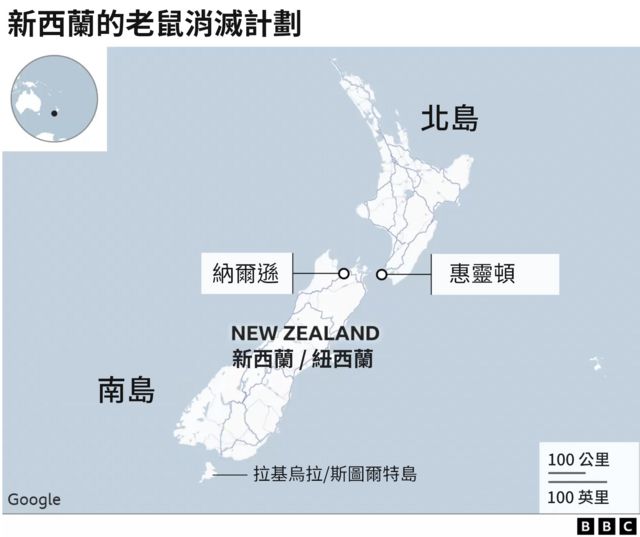 新西蘭的老鼠消滅計劃
北島
納爾遜
惠靈頓
NEW ZEALAND
新西蘭 / 紐西蘭
南島
拉基烏拉/斯圖爾特島
100 公里
100 英里
Google
BBC